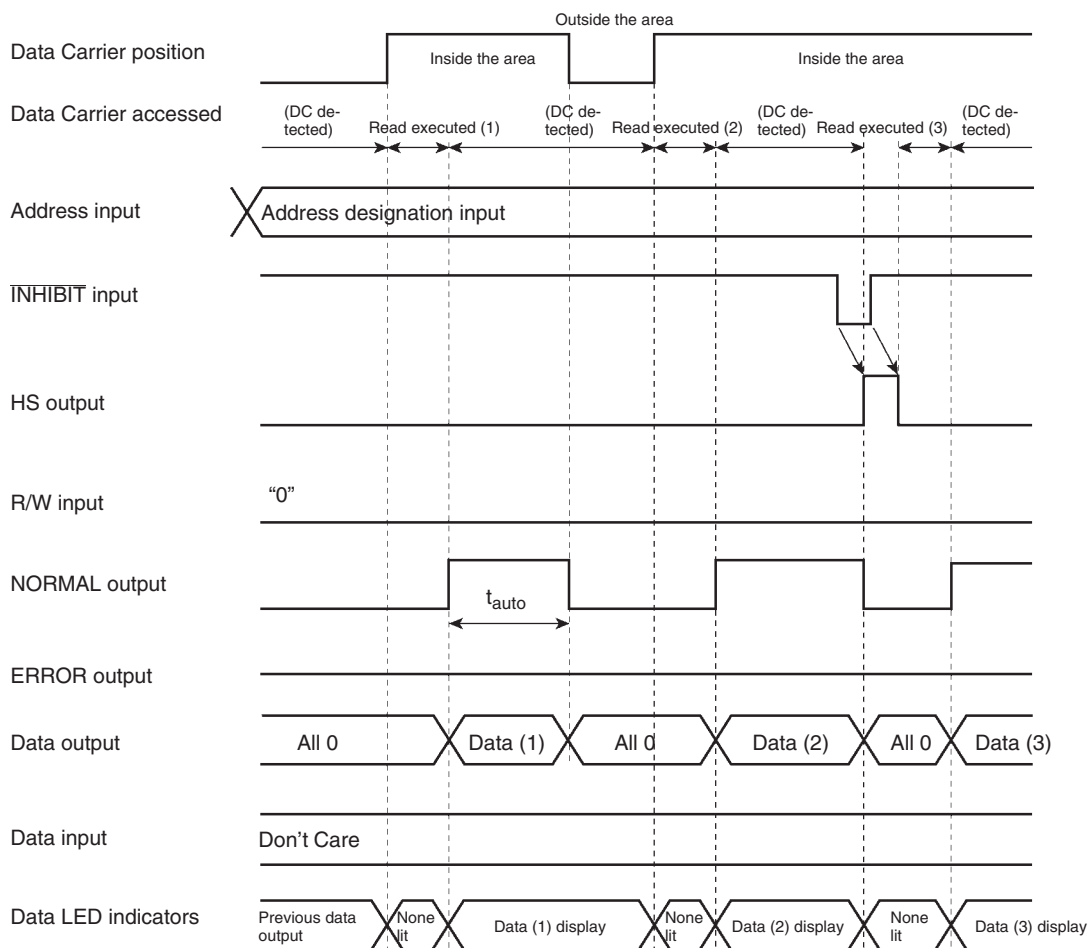 Outside the area
Data Carrier position
Inside the area
Inside the area
Data Carrier accessed
(DC de-
tected)
Read executed (1)
(DC de-
tected)
Read executed (2)
(DC de-
tected)
Read executed (3)
(DC de-
tected)
Address input
Address designation input
INHIBIT input
HS output
R/W input
“0”
NORMAL output
tauto
ERROR output
Data output
All 0
Data (1)
All 0
Data (2)
All 0
Data (3)
Data input
Don’t Care
Data LED indicators
Previous data
output
None
lit
Data (1) display
None
lit
Data (2) display
None
lit
Data (3) display